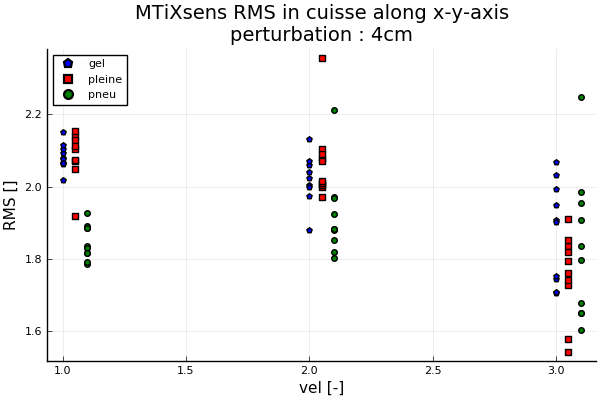 MTiXsens RMS in cuisse along x-y-axis
perturbation : 4cm
gel
pleine
pneu
2.2
2.0
1.8
1.6
RMS []
1.0
1.5
2.0
2.5
3.0
vel [-]